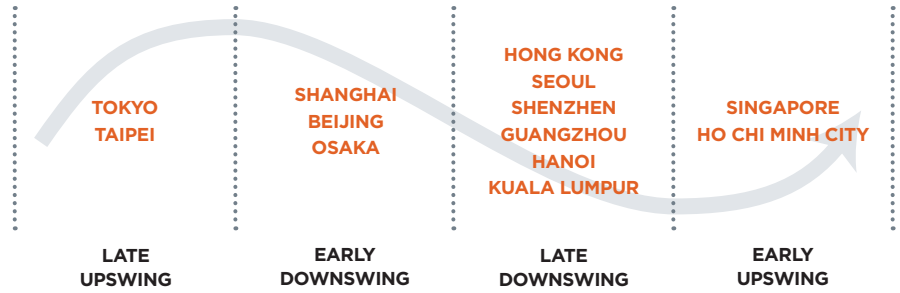 TOKYO
TAIPEI
SHANGHAI
BEIJING
OSAKA
HONG KONG
SEOUL
SHENZHEN
GUANGZHOU
HANOI
KUALA LUMPUR
SINGAPORE
HO CHI MINH CITY
LATE
UPSWING
EARLY
DOWNSWING
LATE
DOWNSWING
EARLY
UPSWING